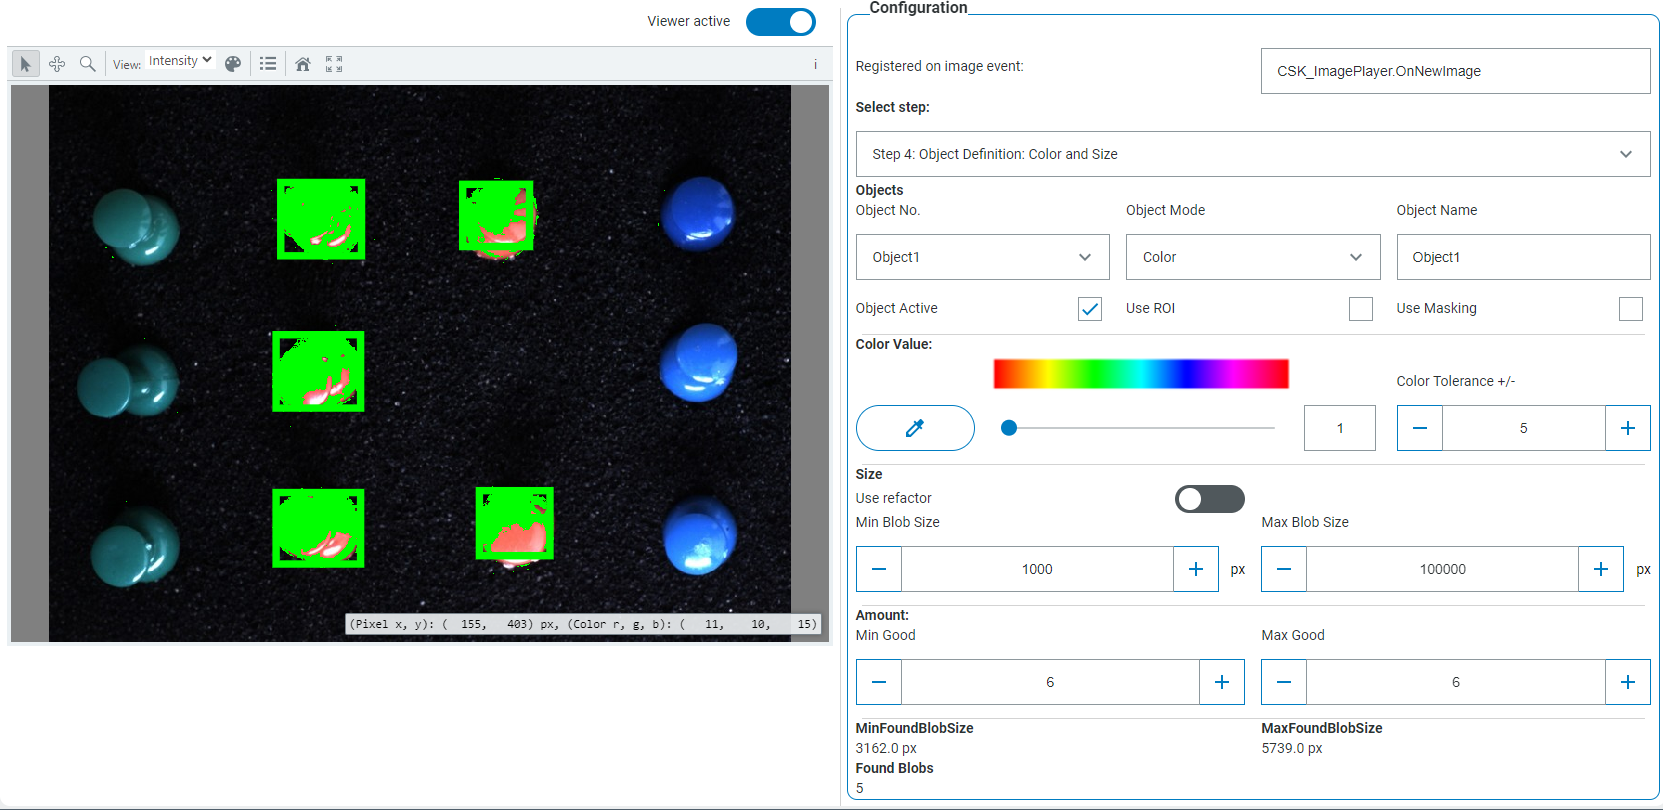 Viewer active
View: Intensity
i
(Pixel x, y): ( 155, 403) px, (Color r, g, b): ( 11, 10, 15)
Configuration
Registered on image event:
CSK_ImagePlayer.OnNewImage
Select step:
Step 4: Object Definition: Color and Size
Objects
Object No. Object Mode Object Name
Object1 Color Object1
Object Active Use ROI Use Masking
Color Value:
Color Tolerance +/-
1 − 5 +
Size
Use refactor
Min Blob Size Max Blob Size
− 1000 + px − 100000 + px
Amount:
Min Good Max Good
− 6 + − 6 +
MinFoundBlobSize MaxFoundBlobSize
3162.0 px 5739.0 px
Found Blobs
5